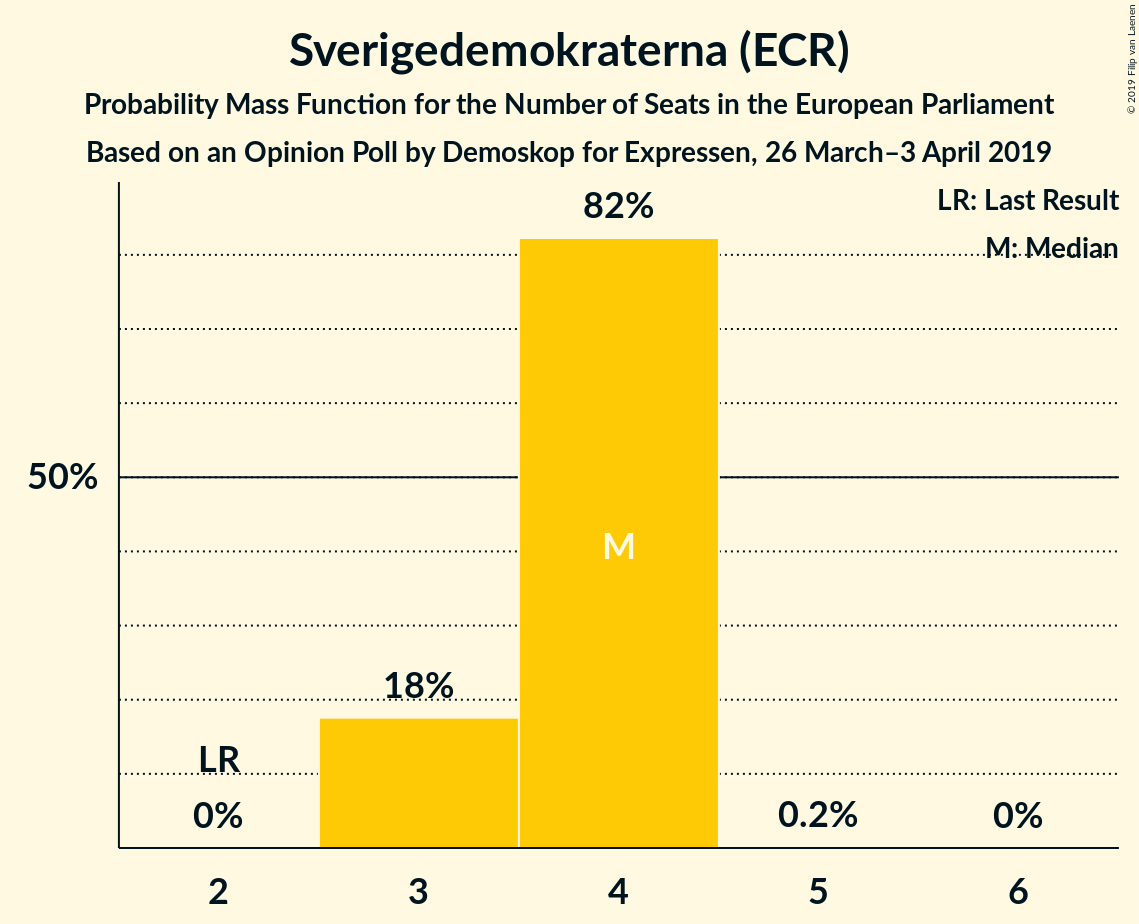 Sverigedemokraterna (ECR)
Probability Mass Function for the Number of Seats in the European Parliament
Based on an Opinion Poll by Demoskop for Expressen, 26 March–3 April 2019
© 2019 Filip van Laenen
LR: Last Result
M: Median
82%
50%
M
18%
LR
0%
0.2%
0%
2 3 4 5 6